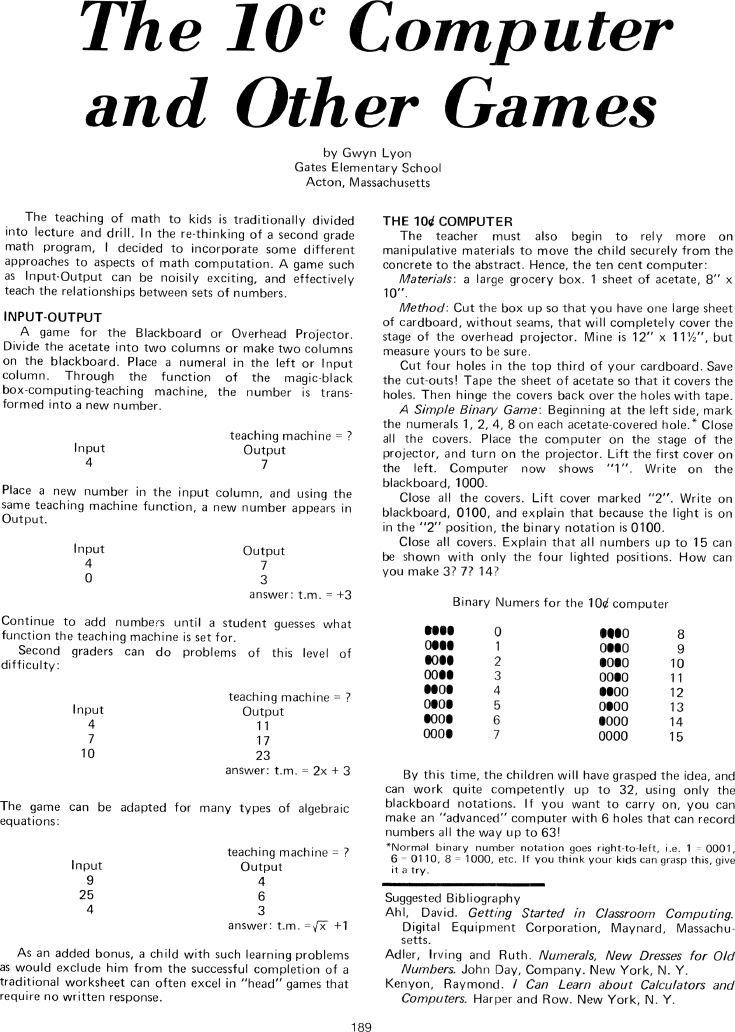 The 10c Computer
and Other Games
by Gwyn Lyon
Gates Elementary School
Acton, Massachusetts
The teaching of math to kids is traditionally divided
into lecture and drill. In the re-thinking of a second grade
math program, I decided to incorporate some different
approaches to aspects of math computation. A game such
as Input-Output can be noisily exciting, and effectively
teach the relationships between sets of numbers.
INPUT-OUTPUT
A game for the Blackboard or Overhead Projector.
Divide the acetate into two columns or make two columns
on the blackboard. Place a numeral in the left or Input
column. Through the function of the magic-black
box-computing-teaching machine, the number is trans-
formed into a new number.
teaching machine = ?
Input Output
4 7
Place a new number in the input column, and using the
same teaching machine function, a new number appears in
Output.
Input Output
4 7
0 3
answer: t.m. = +3
Continue to add numbers until a student guesses what
function the teaching machine is set for.
Second graders can do problems of this level of
difficulty:
teaching machine = ?
Input Output
4 11
7 17
10 23
answer: t.m. = 2x + 3
The game can be adapted for many types of algebraic
equations:
teaching machine = ?
Input Output
9 4
25 6
4 3
answer: t.m. =√x +1
As an added bonus, a child with such learning problems
as would exclude him from the successful completion of a
traditional worksheet can often excel in "head" games that
require no written response.
THE 10¢ COMPUTER
The teacher must also begin to rely more on
manipulative materials to move the child securely from the
concrete to the abstract. Hence, the ten cent computer:
Materials: a large grocery box. 1 sheet of acetate, 8" x
10".
Method: Cut the box up so that you have one large sheet
of cardboard, without seams, that will completely cover the
stage of the overhead projector. Mine is 12" x 11½", but
measure yours to be sure.
Cut four holes in the top third of your cardboard. Save
the cut-outs! Tape the sheet of acetate so that it covers the
holes. Then hinge the covers back over the holes with tape.
A Simple Binary Game: Beginning at the left side, mark
the numerals 1, 2, 4, 8 on each acetate-covered hole.* Close
all the covers. Place the computer on the stage of the
projector, and turn on the projector. Lift the first cover on
the left. Computer now shows "1". Write on the
blackboard, 1000.
Close all the covers. Lift cover marked "2". Write on
blackboard, 0100, and explain that because the light is on
in the "2" position, the binary notation is 0100.
Close all covers. Explain that all numbers up to 15 can
be shown with only the four lighted positions. How can
you make 3? 7? 14?
Binary Numers for the 10¢ computer
●●●● 0 ●●●0 8
0●●● 1 0●●0 9
●0●● 2 ●0●0 10
00●● 3 00●0 11
●●0● 4 ●●00 12
0●0● 5 0●00 13
●00● 6 ●000 14
000● 7 0000 15
By this time, the children will have grasped the idea, and
can work quite competently up to 32, using only the
blackboard notations. If you want to carry on, you can
make an "advanced" computer with 6 holes that can record
numbers all the way up to 63!
*Normal binary number notation goes right-to-left, i.e. 1 = 0001,
6 = 0110, 8 = 1000, etc. If you think your kids can grasp this, give
it a try.
Suggested Bibliography
Ahl, David. Getting Started in Classroom Computing.
Digital Equipment Corporation, Maynard, Massachu-
setts.
Adler, Irving and Ruth. Numerals, New Dresses for Old
Numbers. John Day, Company. New York, N. Y.
Kenyon, Raymond. I Can Learn about Calculators and
Computers. Harper and Row. New York, N. Y.
189